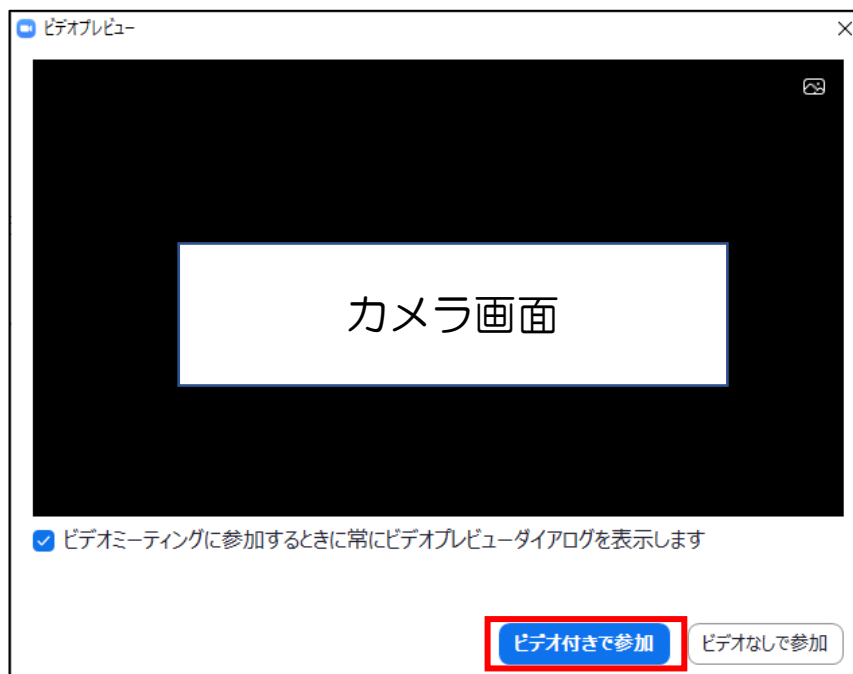 ビデオプレビュー
カメラ画面
ビデオミーティングに参加するときに常にビデオプレビューダイアログを表示します
ビデオ付きで参加
ビデオなしで参加